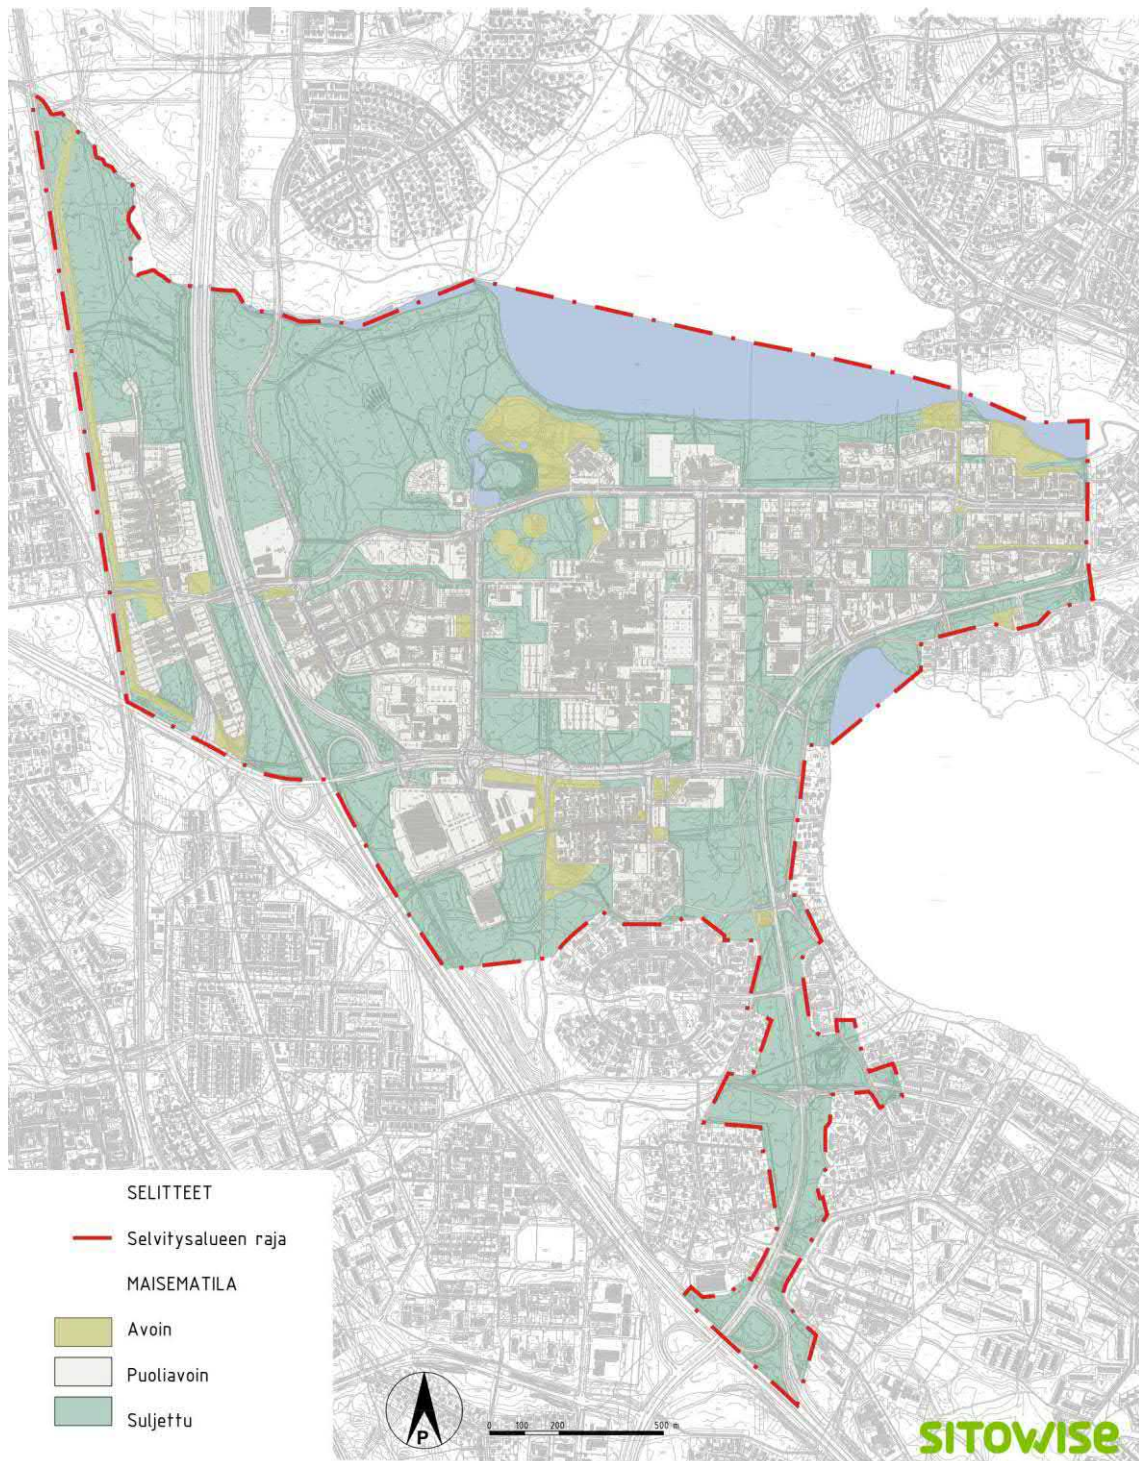 SELITTEET
Selvitysalueen raja
MAISEMATILA
Avoin
Puoliavoin
Suljettu
P
0 100 200 500 m
SITOWISE